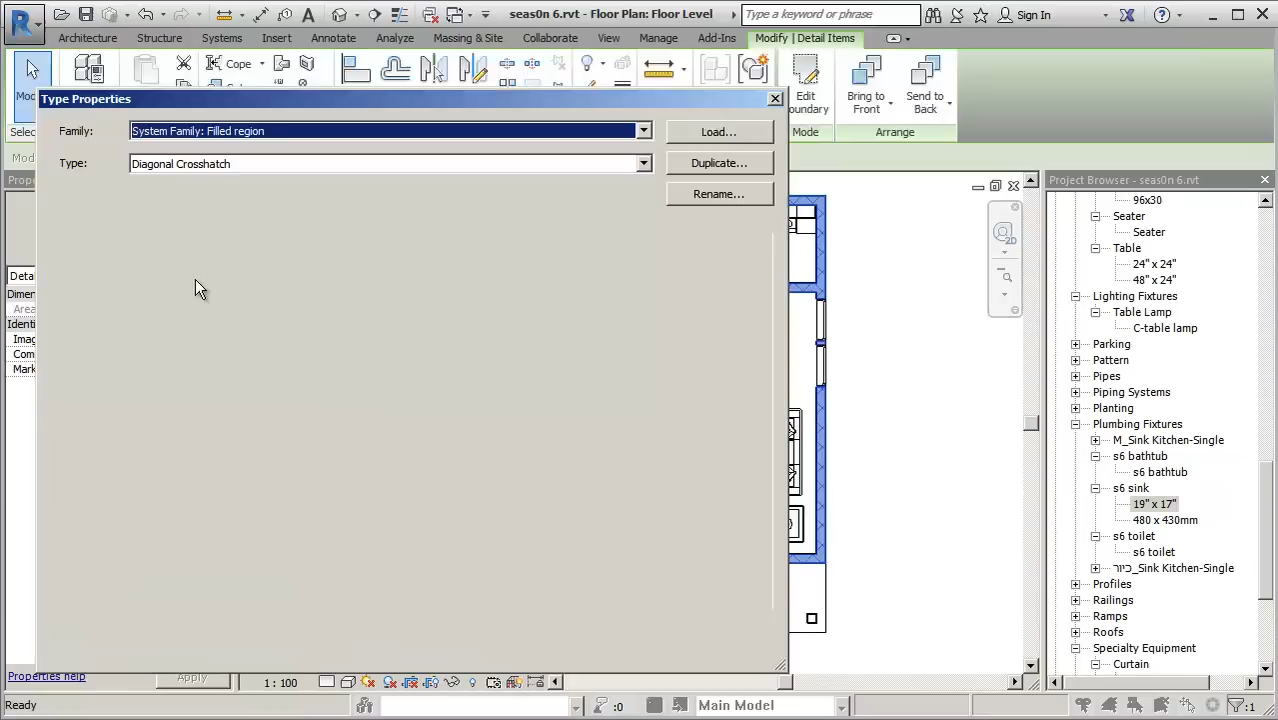 seas0n 6.rvt - Floor Plan: Floor Level
Type a keyword or phrase
Sign In
Architecture
Structure
Systems
Insert
Annotate
Analyze
Massing & Site
Collaborate
View
Manage
Add-Ins
Modify | Detail Items
Cope
Edit
Bring to
Front
Send to
Back
Mode
Arrange
Type Properties
Family:
System Family: Filled region
Load...
Type:
Diagonal Crosshatch
Duplicate...
Rename...
Properties help
Apply
1 : 100
Ready
:0
Main Model
:1
Project Browser - seas0n 6.rvt
96x30
Seater
Seater
Table
24" x 24"
48" x 24"
Lighting Fixtures
Table Lamp
C-table lamp
Parking
Pattern
Pipes
Piping Systems
Planting
Plumbing Fixtures
M_Sink Kitchen-Single
s6 bathtub
s6 bathtub
s6 sink
19" x 17"
480 x 430mm
s6 toilet
s6 toilet
כיור_Sink Kitchen-Single
Profiles
Railings
Ramps
Roofs
Specialty Equipment
Curtain
2D